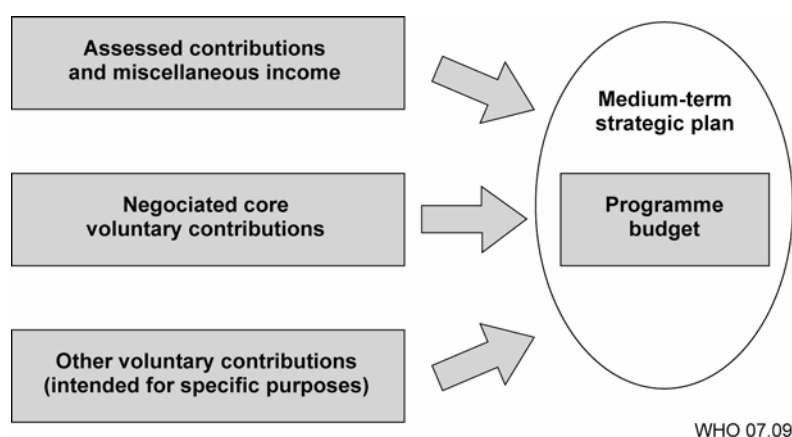 Assessed contributions
and miscellaneous income
Medium-term
strategic plan
Negociated core
voluntary contributions
Programme
budget
Other voluntary contributions
(intended for specific purposes)
WHO 07.09